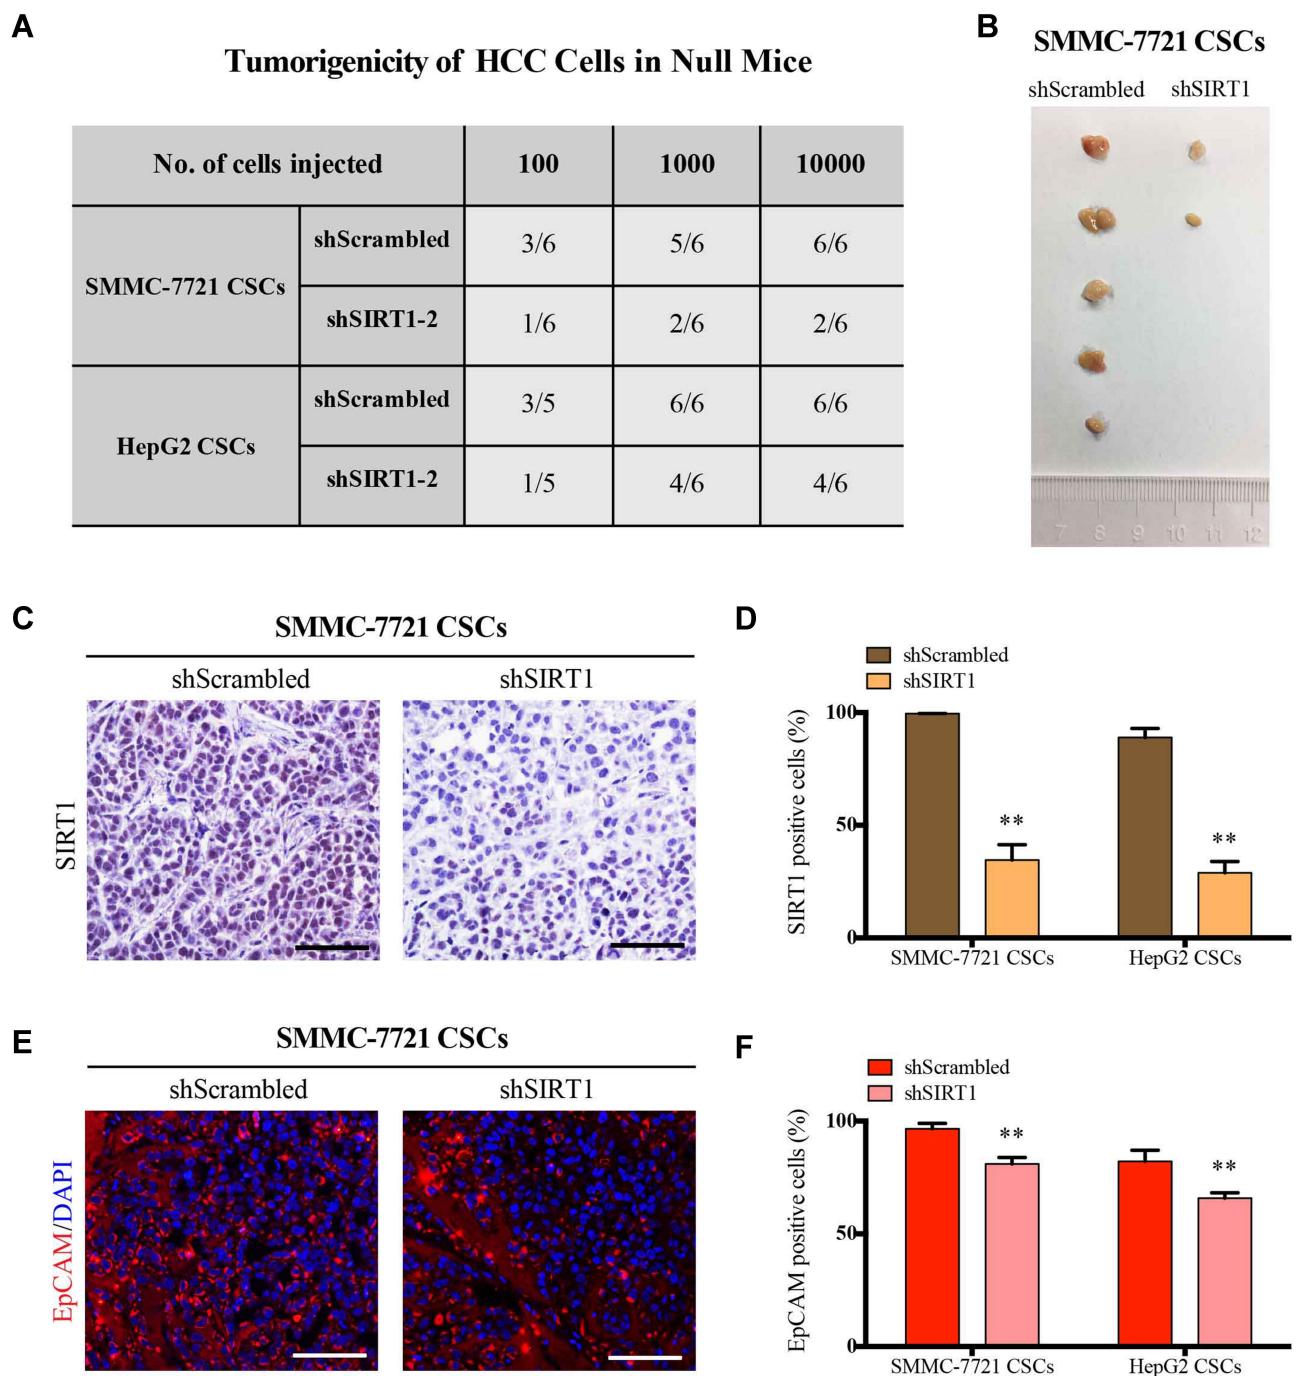 A
Tumorigenicity of HCC Cells in Null Mice
No. of cells injected 100 1000 10000
SMMC-7721 CSCs
shScrambled 3/6 5/6 6/6
shSIRT1-2 1/6 2/6 2/6
HepG2 CSCs
shScrambled 3/5 6/6 6/6
shSIRT1-2 1/5 4/6 4/6
B
SMMC-7721 CSCs
shScrambled shSIRT1
7 8 9 10 11 12
C
SMMC-7721 CSCs
shScrambled shSIRT1
SIRT1
D
shScrambled
shSIRT1
SIRT1 positive cells (%)
100
50
0
** **
SMMC-7721 CSCs HepG2 CSCs
E
SMMC-7721 CSCs
shScrambled shSIRT1
EpCAM/DAPI
F
shScrambled
shSIRT1
EpCAM positive cells (%)
100
50
0
** **
SMMC-7721 CSCs HepG2 CSCs